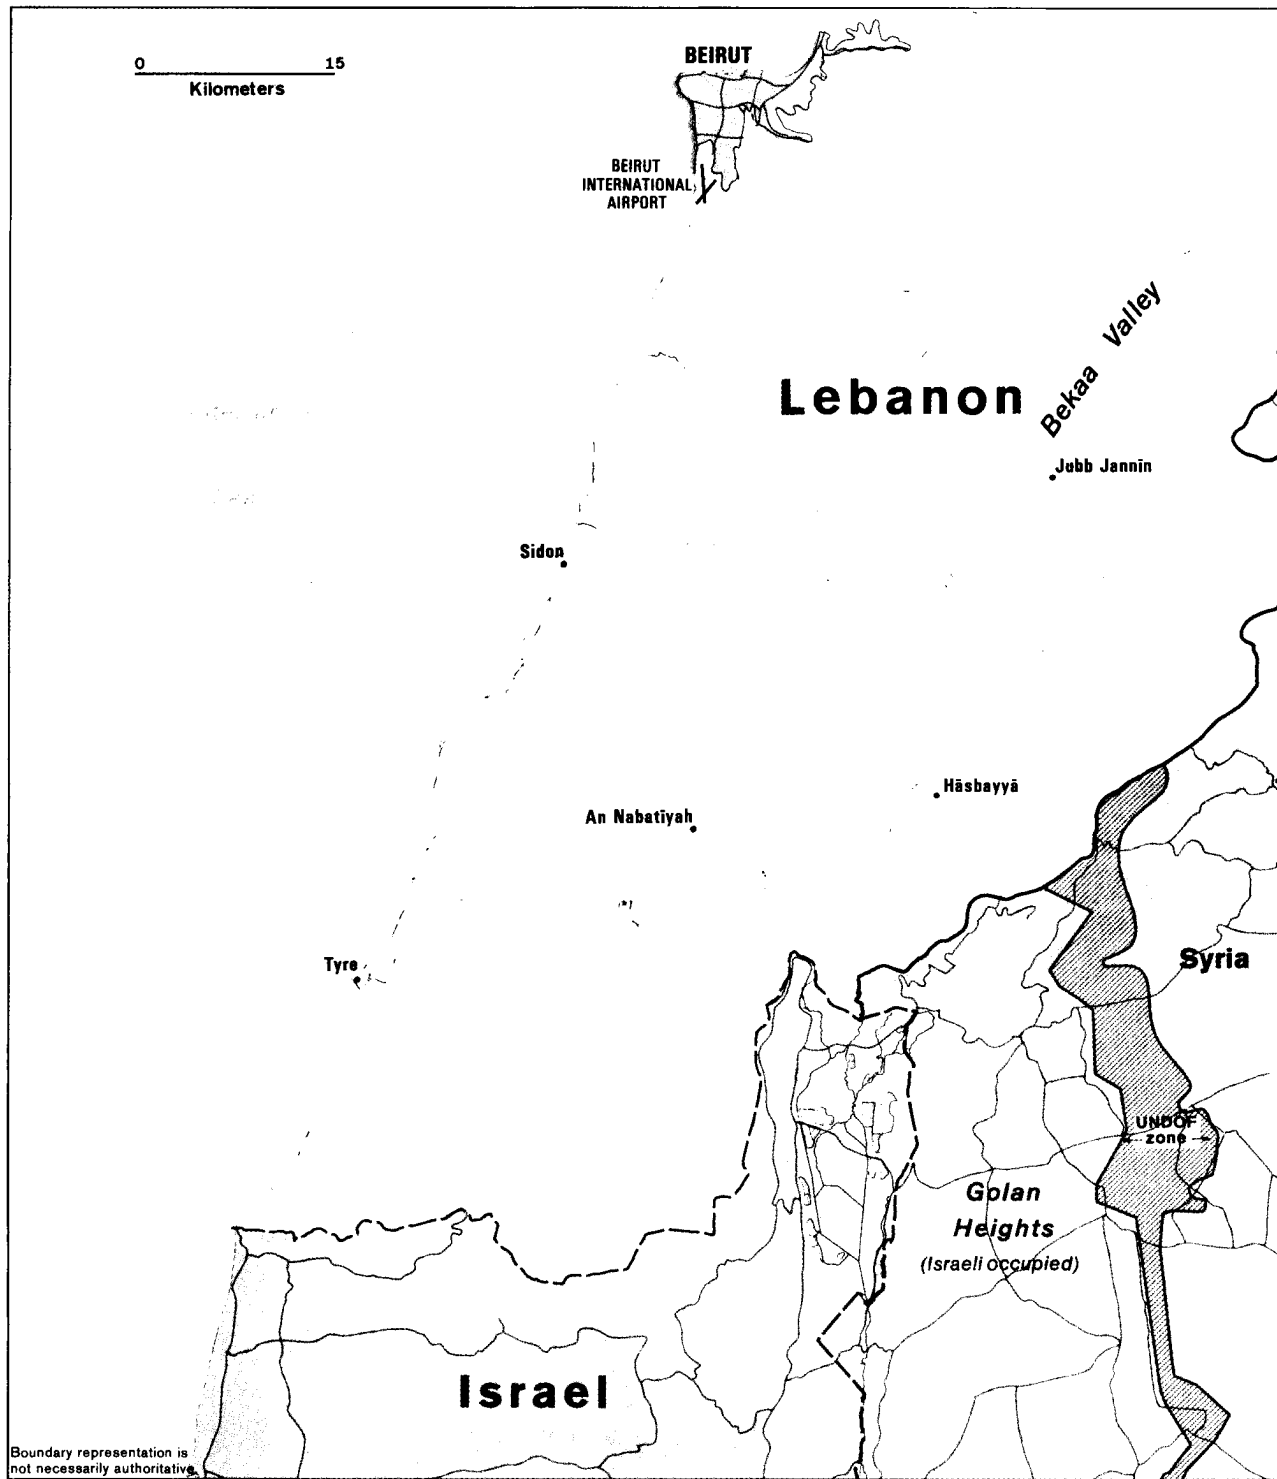 BEIRUT
0 15
Kilometers
BEIRUT
INTERNATIONAL
AIRPORT
Bekaa Valley
Lebanon
Jubb Jannīn
Sidon
Hāsbayyā
An Nabatīyah
Tyre
Syria
UNDOF
zone
Golan
Heights
(Israeli occupied)
Israel
Boundary representation is
not necessarily authoritative